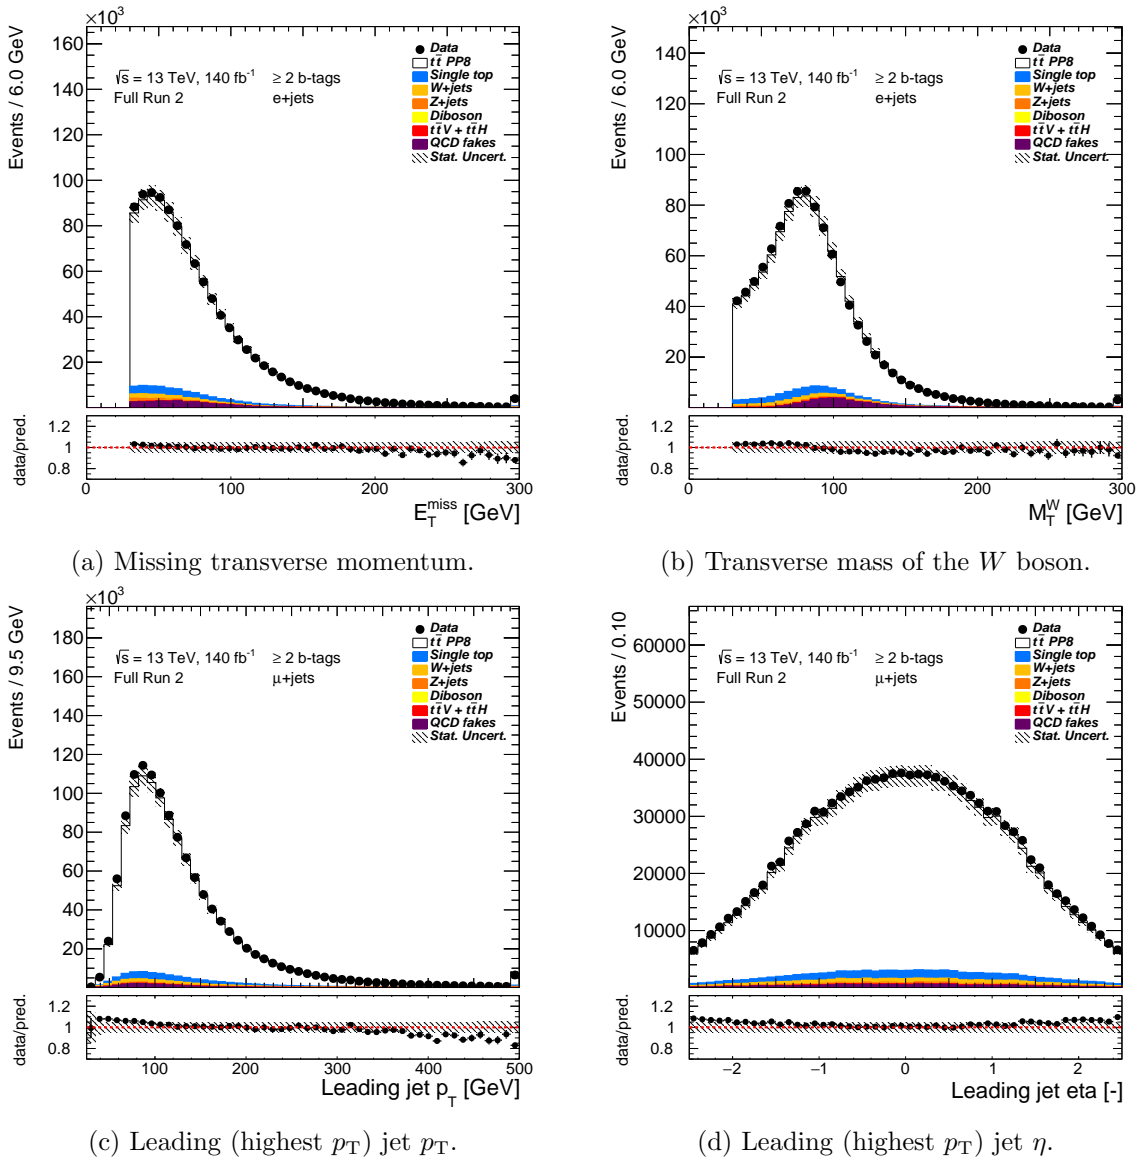 ×10³
Events / 6.0 GeV
160
140
120
100
80
60
40
20
√s = 13 TeV, 140 fb⁻¹ ≥ 2 b-tags
Full Run 2 e+jets
Data
tt̄ PP8
Single top
W+jets
Z+jets
Diboson
tt̄V + tt̄H
QCD fakes
Stat. Uncert.
data/pred.
1.2
1
0.8
0 100 200 300
E_T^miss [GeV]
(a) Missing transverse momentum.
×10³
Events / 6.0 GeV
140
120
100
80
60
40
20
√s = 13 TeV, 140 fb⁻¹ ≥ 2 b-tags
Full Run 2 e+jets
Data
tt̄ PP8
Single top
W+jets
Z+jets
Diboson
tt̄V + tt̄H
QCD fakes
Stat. Uncert.
data/pred.
1.2
1
0.8
0 100 200 300
M_T^W [GeV]
(b) Transverse mass of the W boson.
×10³
Events / 9.5 GeV
180
160
140
120
100
80
60
40
20
√s = 13 TeV, 140 fb⁻¹ ≥ 2 b-tags
Full Run 2 μ+jets
Data
tt̄ PP8
Single top
W+jets
Z+jets
Diboson
tt̄V + tt̄H
QCD fakes
Stat. Uncert.
data/pred.
1.2
1
0.8
100 200 300 400 500
Leading jet p_T [GeV]
(c) Leading (highest p_T) jet p_T.
Events / 0.10
60000
50000
40000
30000
20000
10000
√s = 13 TeV, 140 fb⁻¹ ≥ 2 b-tags
Full Run 2 μ+jets
Data
tt̄ PP8
Single top
W+jets
Z+jets
Diboson
tt̄V + tt̄H
QCD fakes
Stat. Uncert.
data/pred.
1.2
1
0.8
−2 −1 0 1 2
Leading jet eta [-]
(d) Leading (highest p_T) jet η.